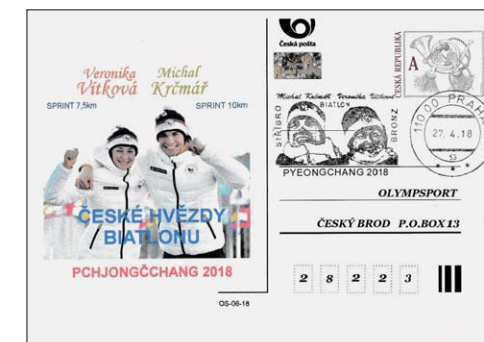 Veronika Vítková
Michal Krčmář
SPRINT 7,5km
SPRINT 10km
ČESKÉ HVĚZDY
BIATLONU
PCHJONGČCHANG 2018
OS-06-18
Česká pošta
ČESKÁ REPUBLIKA
A
Michal Krčmář Veronika Vítková
BIATLON
STŘÍBRO
BRONZ
PYEONGCHANG 2018
110 00 PRAHA
27. 4. 18
53
OLYMPSPORT
ČESKÝ BROD P.O.BOX 13
2 8 2 2 3